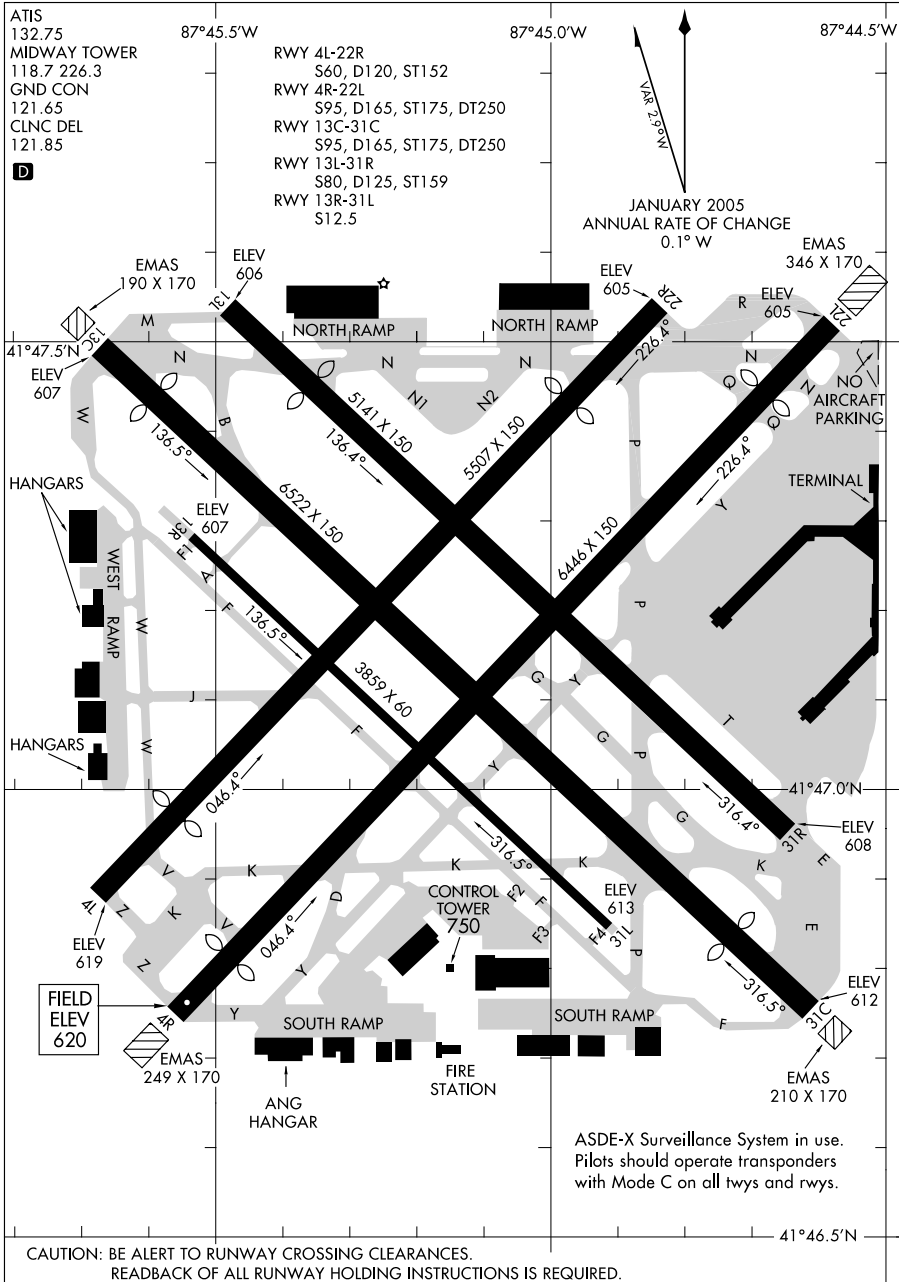 ATIS
132.75
MIDWAY TOWER
118.7 226.3
GND CON
121.65
CLNC DEL
121.85
D
87°45.5'W
87°45.0'W
87°44.5'W
RWY 4L-22R
S60, D120, ST152
RWY 4R-22L
S95, D165, ST175, DT250
RWY 13C-31C
S95, D165, ST175, DT250
RWY 13L-31R
S80, D125, ST159
RWY 13R-31L
S12.5
VAR 2.9°W
JANUARY 2005
ANNUAL RATE OF CHANGE
0.1° W
EMAS
190 X 170
ELEV
606
ELEV
605
ELEV
605
EMAS
346 X 170
13L
22R
R
22L
M
13C
NORTH RAMP
NORTH RAMP
41°47.5'N
ELEV
607
N
N
N
N
N
N1
N2
Q
Q
226.4°
226.4°
NO
AIRCRAFT
PARKING
W
B
136.5°
5141 X 150
136.4°
5507 X 150
P
Y
TERMINAL
HANGARS
ELEV
607
6522 X 150
6446 X 150
13R
F1
A
F
WEST
RAMP
W
136.5°
P
P
3859 X 60
G
Y
J
F
G
P
T
W
HANGARS
046.4°
Y
P
41°47.0'N
G
316.4°
31R
ELEV
608
E
V
K
K
K
K
316.5°
4L
Z
K
V
D
CONTROL
TOWER
750
F2
F
F3
F4
31L
ELEV
613
E
ELEV
619
Z
046.4°
Y
P
316.5°
ELEV
612
FIELD
ELEV
620
4R
Y
SOUTH RAMP
SOUTH RAMP
F
31C
EMAS
249 X 170
ANG
HANGAR
FIRE
STATION
EMAS
210 X 170
ASDE-X Surveillance System in use.
Pilots should operate transponders
with Mode C on all twys and rwys.
41°46.5'N
CAUTION: BE ALERT TO RUNWAY CROSSING CLEARANCES.
READBACK OF ALL RUNWAY HOLDING INSTRUCTIONS IS REQUIRED.